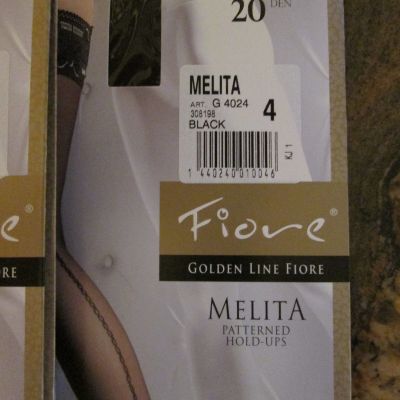 20 DEN
MELITA
ART. G 4024
308198
BLACK
4
KJ 1
1 440240 010046
Fiore®
GOLDEN LINE FIORE
MELITA
PATTERNED
HOLD-UPS
e®
ORE